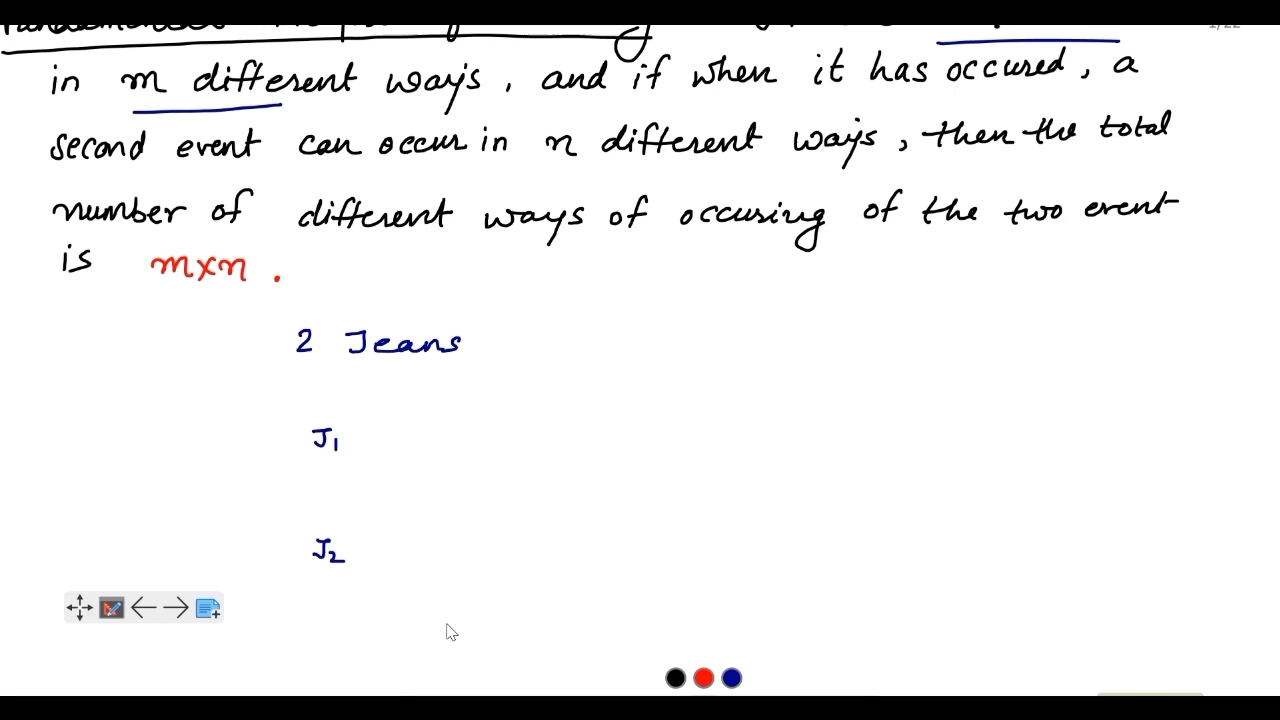 in m different ways, and if when it has occured, a
second event can occur in n different ways, then the total
number of different ways of occusing of the two event
is m×n.
2 Jeans
J1
J2